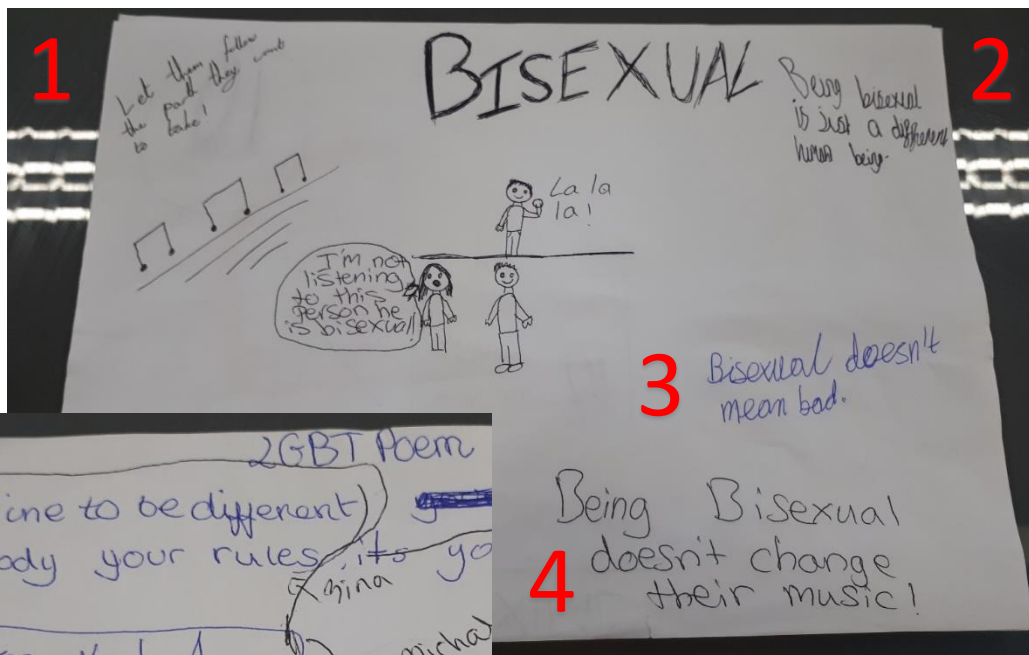 1
Let them follow
the path they want
to take!
BISEXUAL
2
Being bisexual
is just a different
human being.
La la
la!
I'm not
listening
to this
person he
is bisexual!
3
Bisexual doesn't
mean bad.
Being Bisexual
4
doesn't change
their music!
LGBT Poem
ine to be different)
ody your rules, its yo
Zina
michal